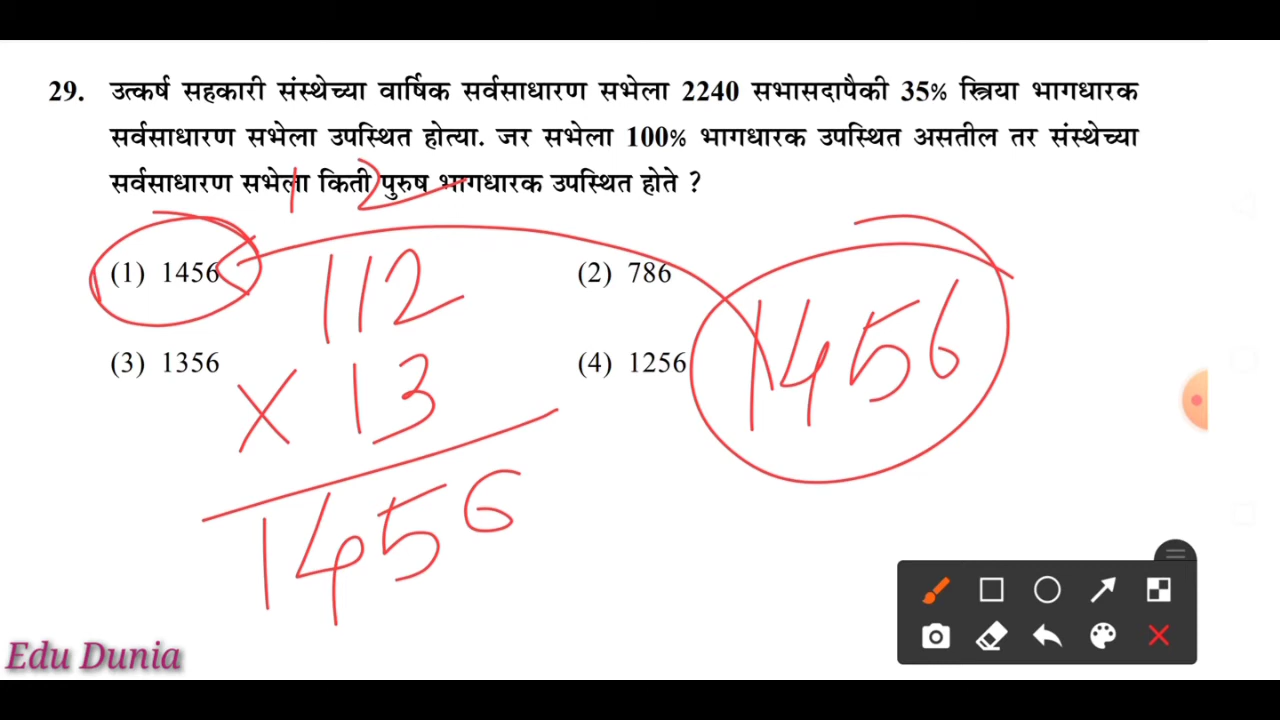 29. उत्कर्ष सहकारी संस्थेच्या वार्षिक सर्वसाधारण सभेला 2240 सभासदापैकी 35% स्त्रिया भागधारक
सर्वसाधारण सभेला उपस्थित होत्या. जर सभेला 100% भागधारक उपस्थित असतील तर संस्थेच्या
सर्वसाधारण सभेला किती पुरुष भागधारक उपस्थित होते ?
1 2
(1) 1456 (2) 786
112
1456
(3) 1356 (4) 1256
× 13
1456
Edu Dunia